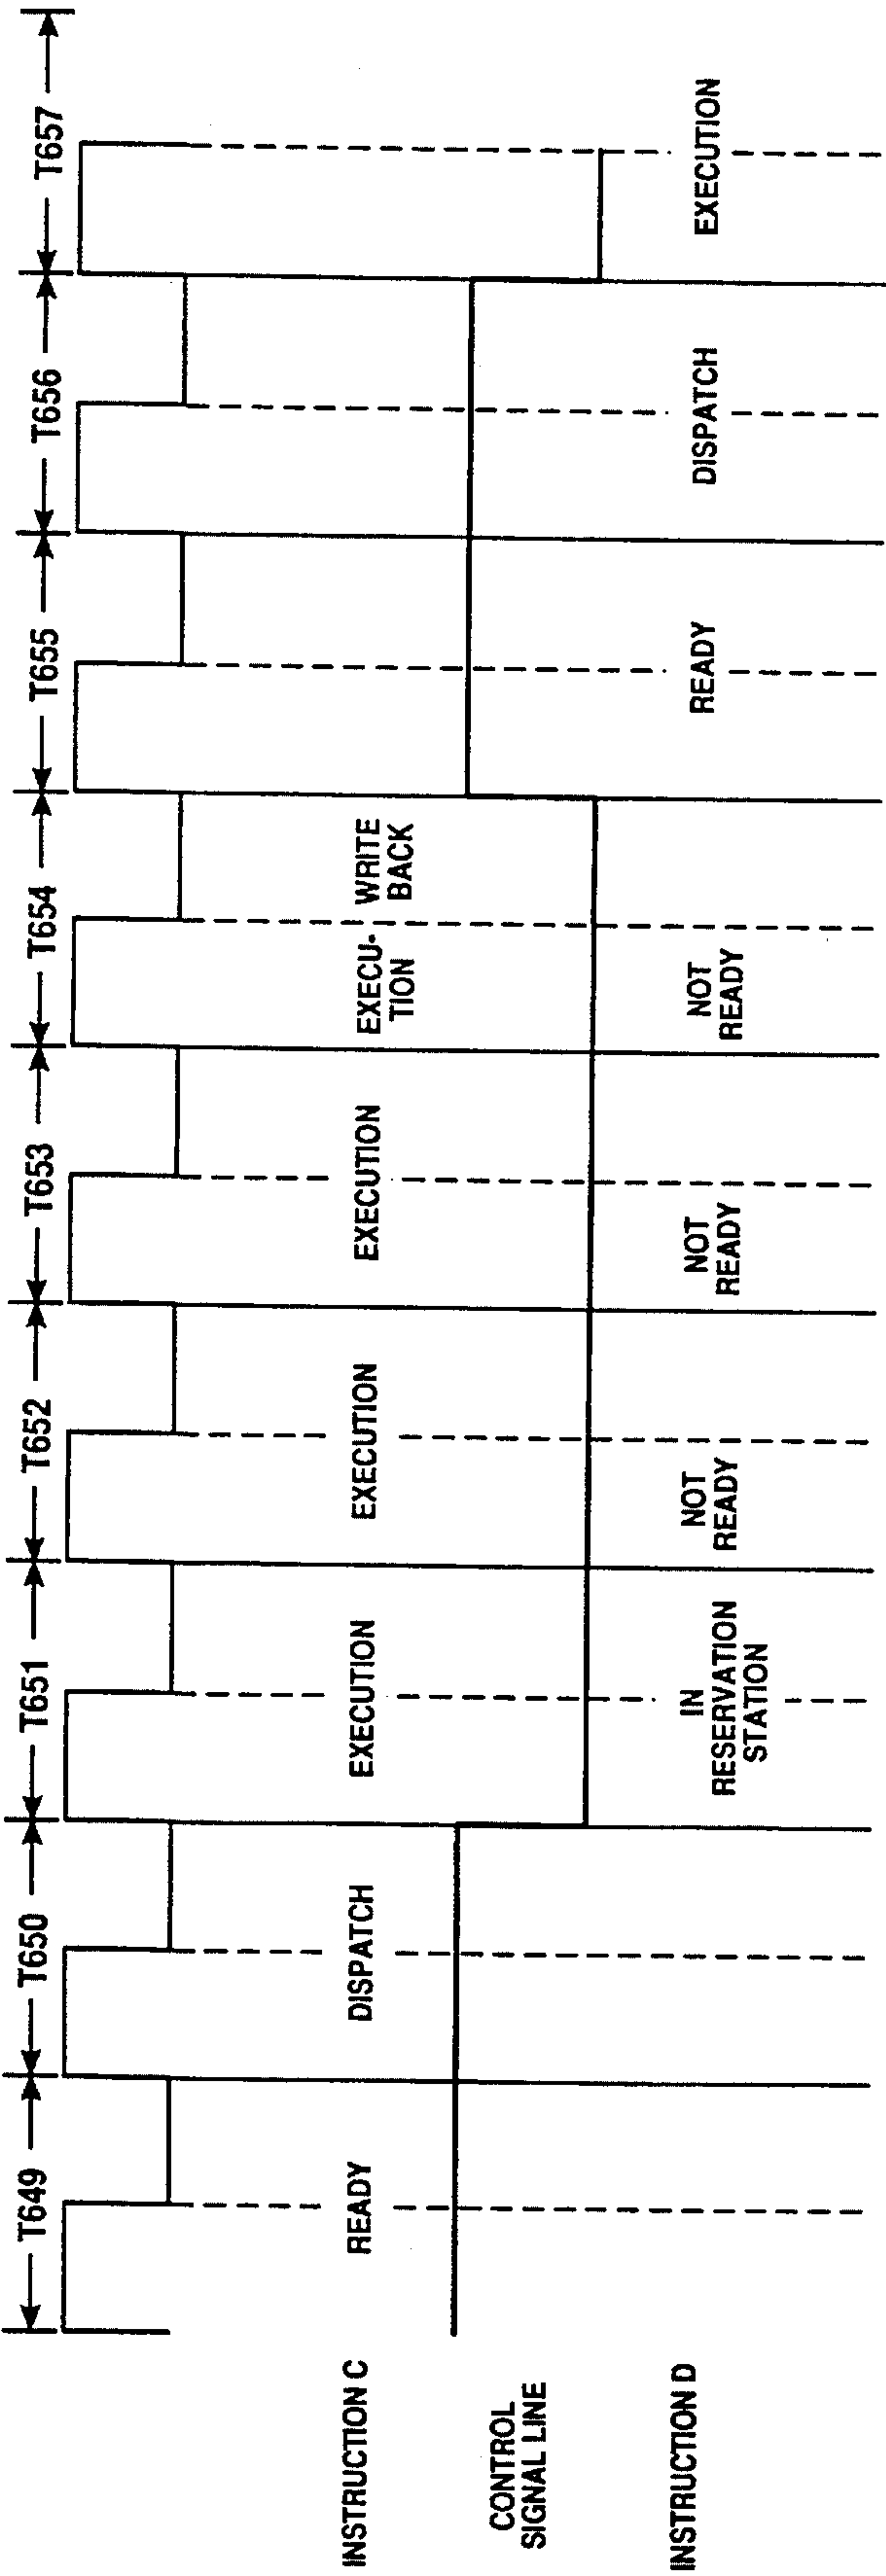 T649
T650
T651
T652
T653
T654
T655
T656
T657
INSTRUCTION C
READY
DISPATCH
EXECUTION
EXECUTION
EXECUTION
EXECU-
TION
WRITE
BACK
CONTROL
SIGNAL LINE
INSTRUCTION D
IN
RESERVATION
STATION
NOT
READY
NOT
READY
NOT
READY
READY
DISPATCH
EXECUTION